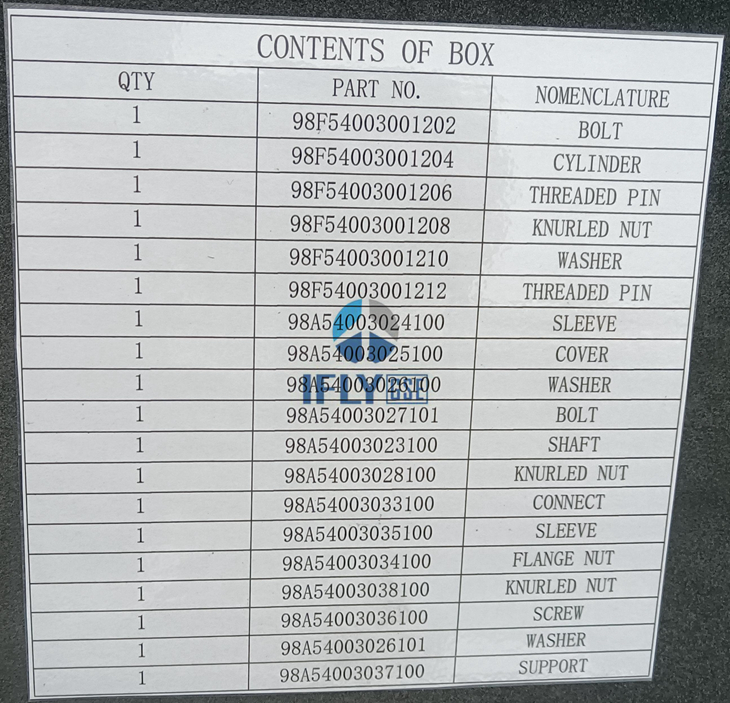 CONTENTS OF BOX
QTY PART NO. NOMENCLATURE
1 98F54003001202 BOLT
1 98F54003001204 CYLINDER
1 98F54003001206 THREADED PIN
1 98F54003001208 KNURLED NUT
1 98F54003001210 WASHER
1 98F54003001212 THREADED PIN
1 98A54003024100 SLEEVE
1 98A54003025100 COVER
1 98A54003026100 WASHER
IFLY GSE
1 98A54003027101 BOLT
1 98A54003023100 SHAFT
1 98A54003028100 KNURLED NUT
1 98A54003033100 CONNECT
1 98A54003035100 SLEEVE
1 98A54003034100 FLANGE NUT
1 98A54003038100 KNURLED NUT
1 98A54003036100 SCREW
1 98A54003026101 WASHER
1 98A54003037100 SUPPORT